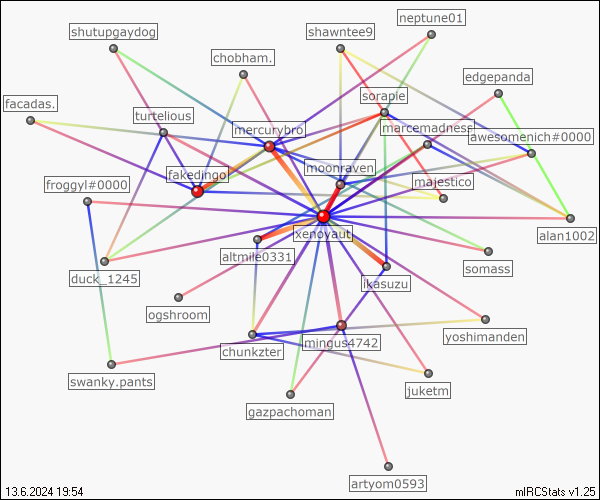 neptune01
shutupgaydog
shawntee9
chobham.
edgepanda
sorapie
facadas.
turtelious
mercurybro
marcemadness
awesomenich#0000
moonraven
fakedingo
froggyl#0000
majestico
xenoyaut
alan1002
altmile0331
somass
duck_1245
ikasuzu
ogshroom
yoshimanden
mingus4742
chunkzter
swanky.pants
juketm
gazpachoman
artyom0593
13.6.2024 19:54
mIRCStats v1.25